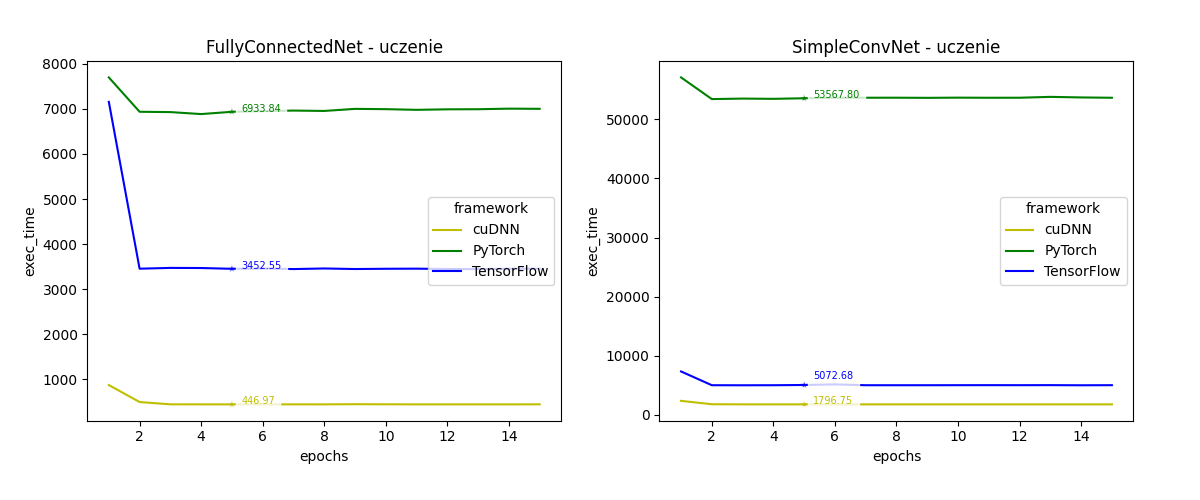 FullyConnectedNet - uczenie
8000
7000
6000
5000
4000
3000
2000
1000
exec_time
6933.84
3452.55
446.97
framework
cuDNN
PyTorch
TensorFlow
2 4 6 8 10 12 14
epochs
SimpleConvNet - uczenie
50000
40000
30000
20000
10000
0
exec_time
53567.80
5072.68
1796.75
framework
cuDNN
PyTorch
TensorFlow
2 4 6 8 10 12 14
epochs